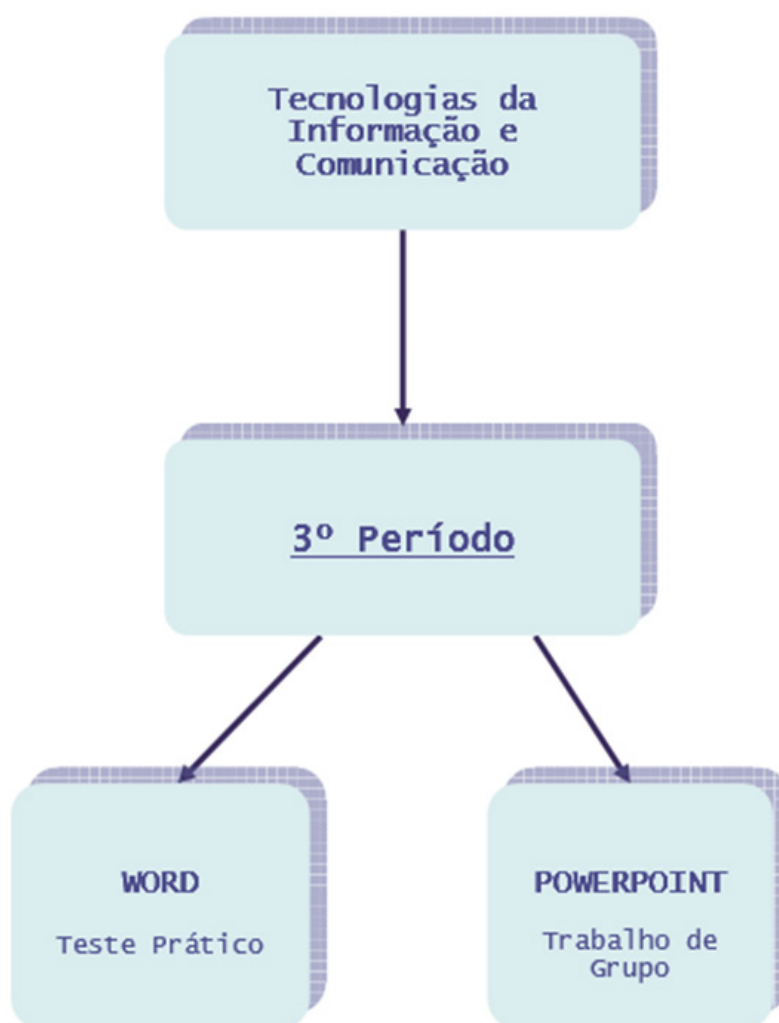 Tecnologias da
Informação e
Comunicação
3º Período
WORD
Teste Prático
POWERPOINT
Trabalho de
Grupo